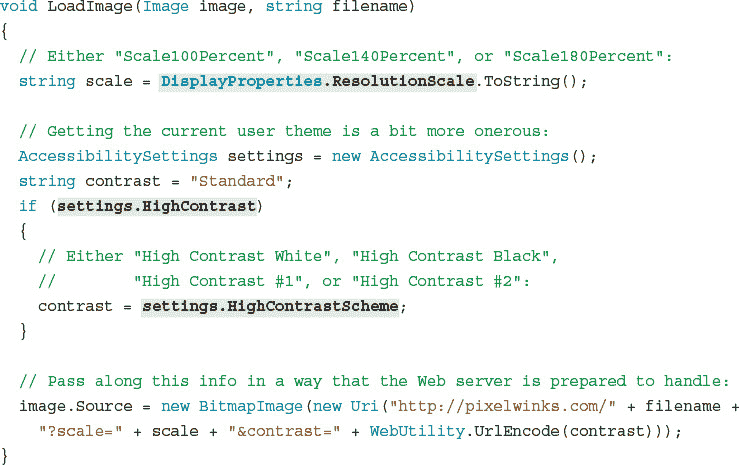 void LoadImage(Image image, string filename)
{
  // Either "Scale100Percent", "Scale140Percent", or "Scale180Percent":
  string scale = DisplayProperties.ResolutionScale.ToString();

  // Getting the current user theme is a bit more onerous:
  AccessibilitySettings settings = new AccessibilitySettings();
  string contrast = "Standard";
  if (settings.HighContrast)
  {
    // Either "High Contrast White", "High Contrast Black",
    //        "High Contrast #1", or "High Contrast #2":
    contrast = settings.HighContrastScheme;
  }

  // Pass along this info in a way that the Web server is prepared to handle:
  image.Source = new BitmapImage(new Uri("http://pixelwinks.com/" + filename +
    "?scale=" + scale + "&contrast=" + WebUtility.UrlEncode(contrast)));
}